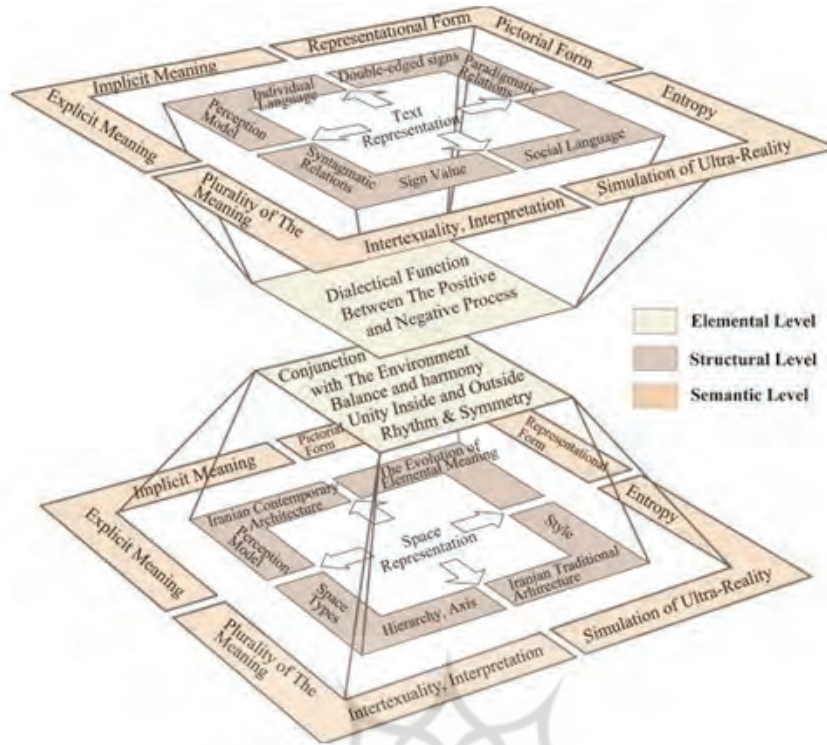 Representational Form
Pictorial Form
Implicit Meaning
Double-edged signs
Paradigmatic
Relations
Individual
Language
Entropy
Explicit Meaning
Perception
Model
Text
Representation
Syntagmatic
Relations
Sign Value
Social Language
Simulation of Ultra-Reality
Plurality of The
Meaning
Intertexuality, Interpretation
Dialectical Function
Between The Positive
and Negative Process
Elemental Level
Structural Level
Semantic Level
Conjunction
with The Environment
Balance and harmony
Unity Inside and Outside
Rhythm & Symmetry
Pictorial
Form
Representational
Form
Implicit Meaning
The Evolution of
Elemental Meaning
Iranian Contemporary
Architecture
Entropy
Explicit Meaning
Perception
Model
Space
Representation
Style
Space
Types
Hierarchy, Axis
Iranian Traditional
Arhirecture
Simulation of Ultra-Reality
Plurality of The
Meaning
Intertexuality, Interpretation